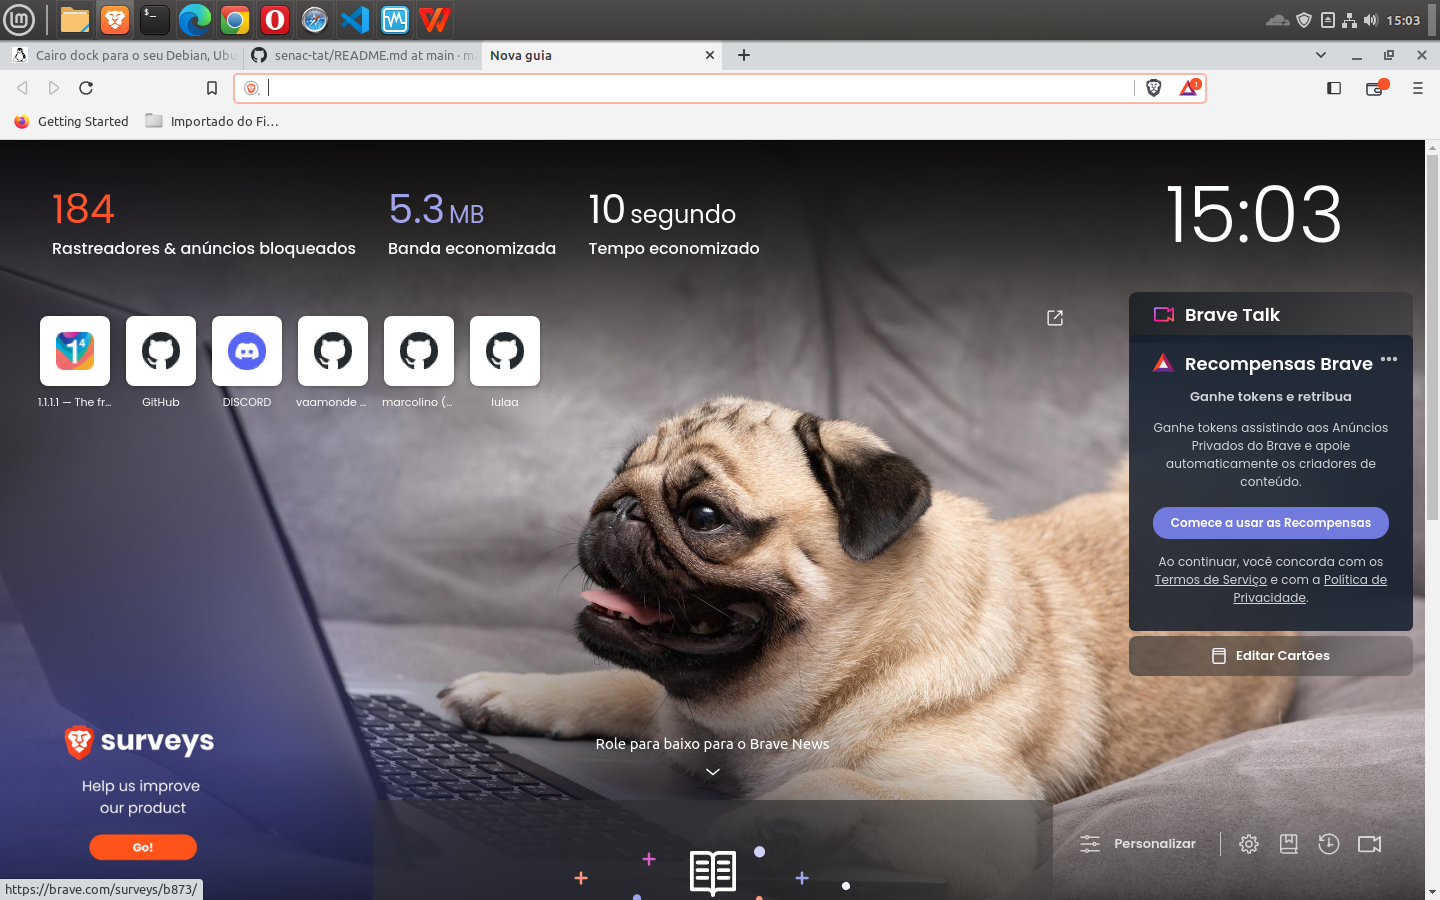 15:03
Cairo dock para o seu Debian, Ubu
senac-tat/README.md at main · m
Nova guia
1
Getting Started
Importado do Fi...
184
Rastreadores & anúncios bloqueados
5.3 MB
Banda economizada
10 segundo
Tempo economizado
15:03
1.1.1.1 — The fr...
GitHub
DISCORD
vaamonde ...
marcolino (...
lulaa
Brave Talk
Recompensas Brave
Ganhe tokens e retribua
Ganhe tokens assistindo aos Anúncios
Privados do Brave e apoie
automaticamente os criadores de
conteúdo.
Comece a usar as Recompensas
Ao continuar, você concorda com os
Termos de Serviço e com a Política de
Privacidade.
Editar Cartões
surveys
Help us improve
our product
Go!
Role para baixo para o Brave News
Personalizar
https://brave.com/surveys/b873/